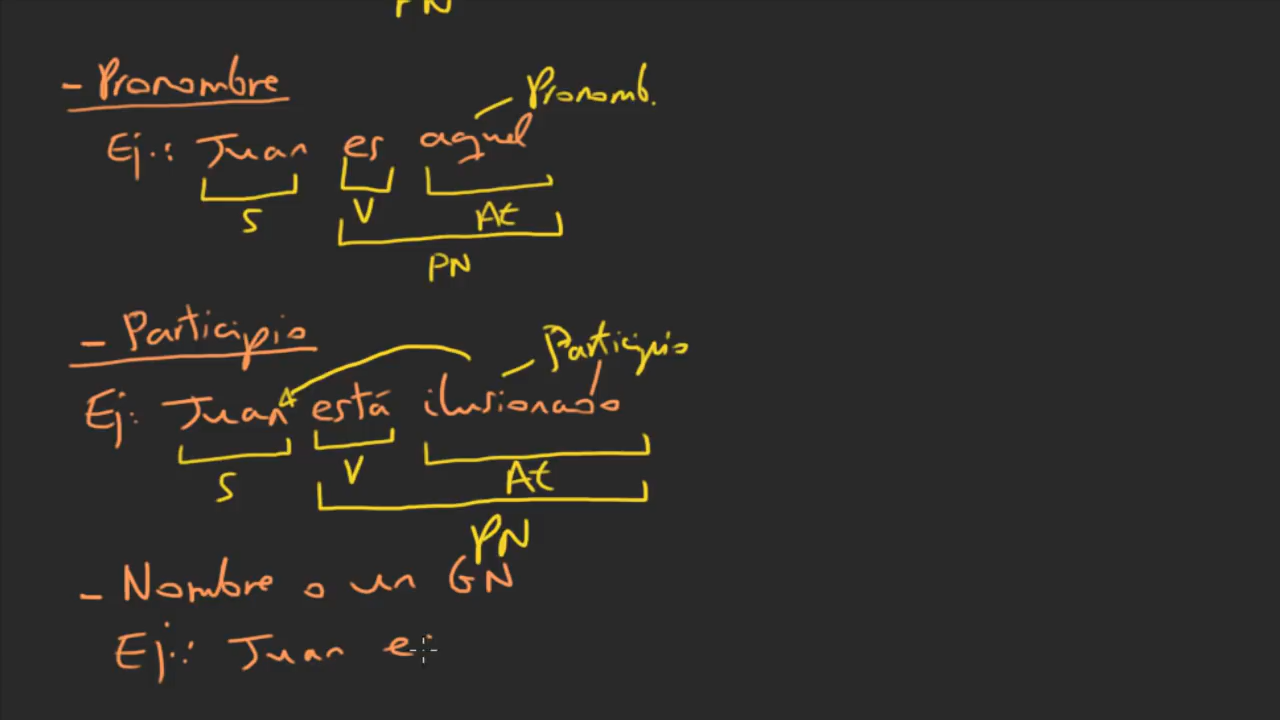 PN
- Pronombre
Pronomb.
Ej.: Juan es aquel
S V At
PN
- Participio
Participio
Ej: Juan está ilusionado
S V At
PN
- Nombre o un GN
Ej.: Juan e